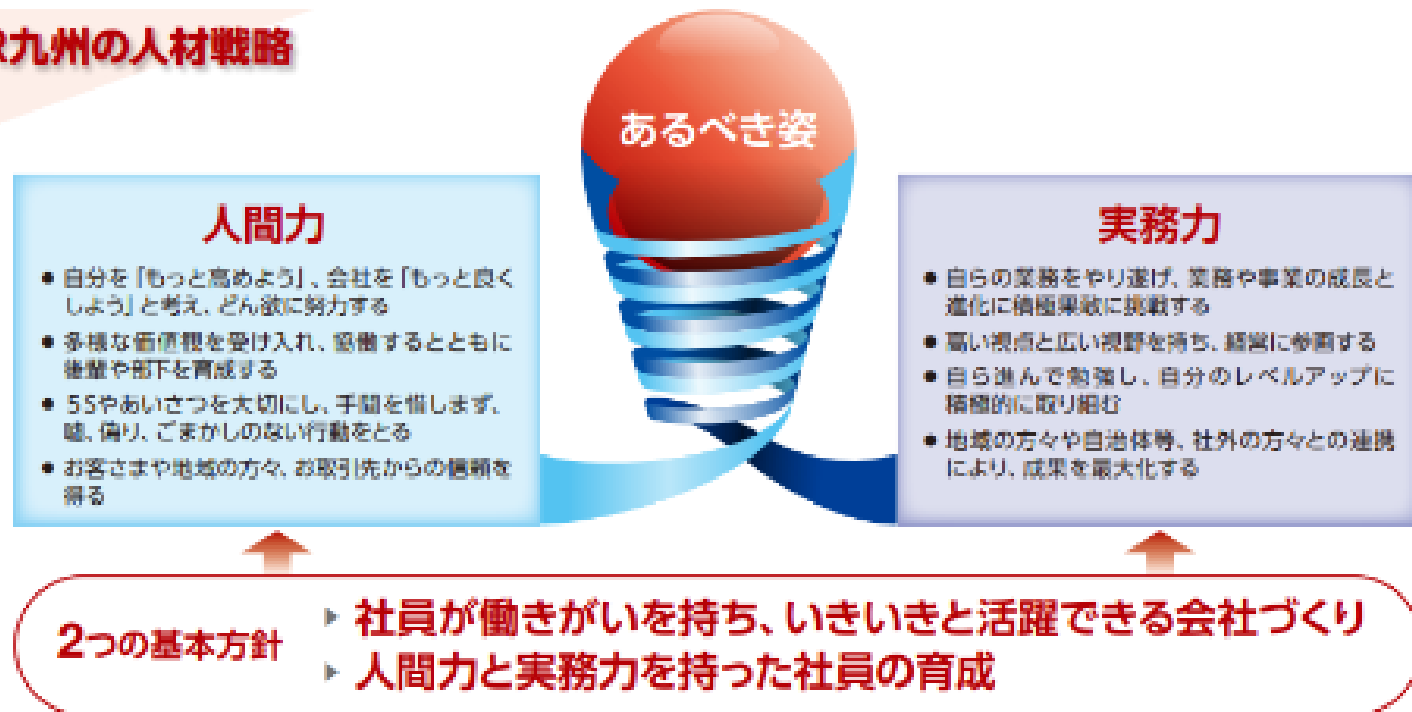 R九州の人材戦略
あるべき姿
人間力
● 自分を「もっと高めよう」、会社を「もっと良く
しよう」と考え、どん欲に努力する
● 多様な価値観を受け入れ、協働するとともに
後輩や部下を育成する
● 5Sやあいさつを大切にし、手間を惜しまず、
嘘、偽り、ごまかしのない行動をとる
● お客さまや地域の方々、お取引先からの信頼を
得る
実務力
● 自らの業務をやり遂げ、業務や事業の成長と
進化に積極果敢に挑戦する
● 高い視点と広い視野を持ち、経営に参画する
● 自ら進んで勉強し、自分のレベルアップに
積極的に取り組む
● 地域の方々や自治体等、社外の方々との連携
により、成果を最大化する
2つの基本方針
▶ 社員が働きがいを持ち、いきいきと活躍できる会社づくり
▶ 人間力と実務力を持った社員の育成